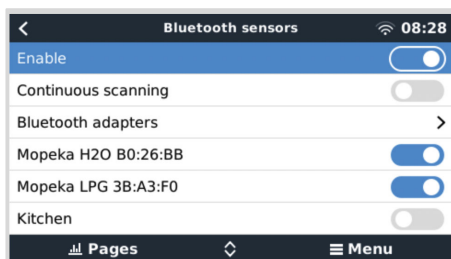 Bluetooth sensors 08:28
Enable
Continuous scanning
Bluetooth adapters
Mopeka H2O B0:26:BB
Mopeka LPG 3B:A3:F0
Kitchen
Pages Menu